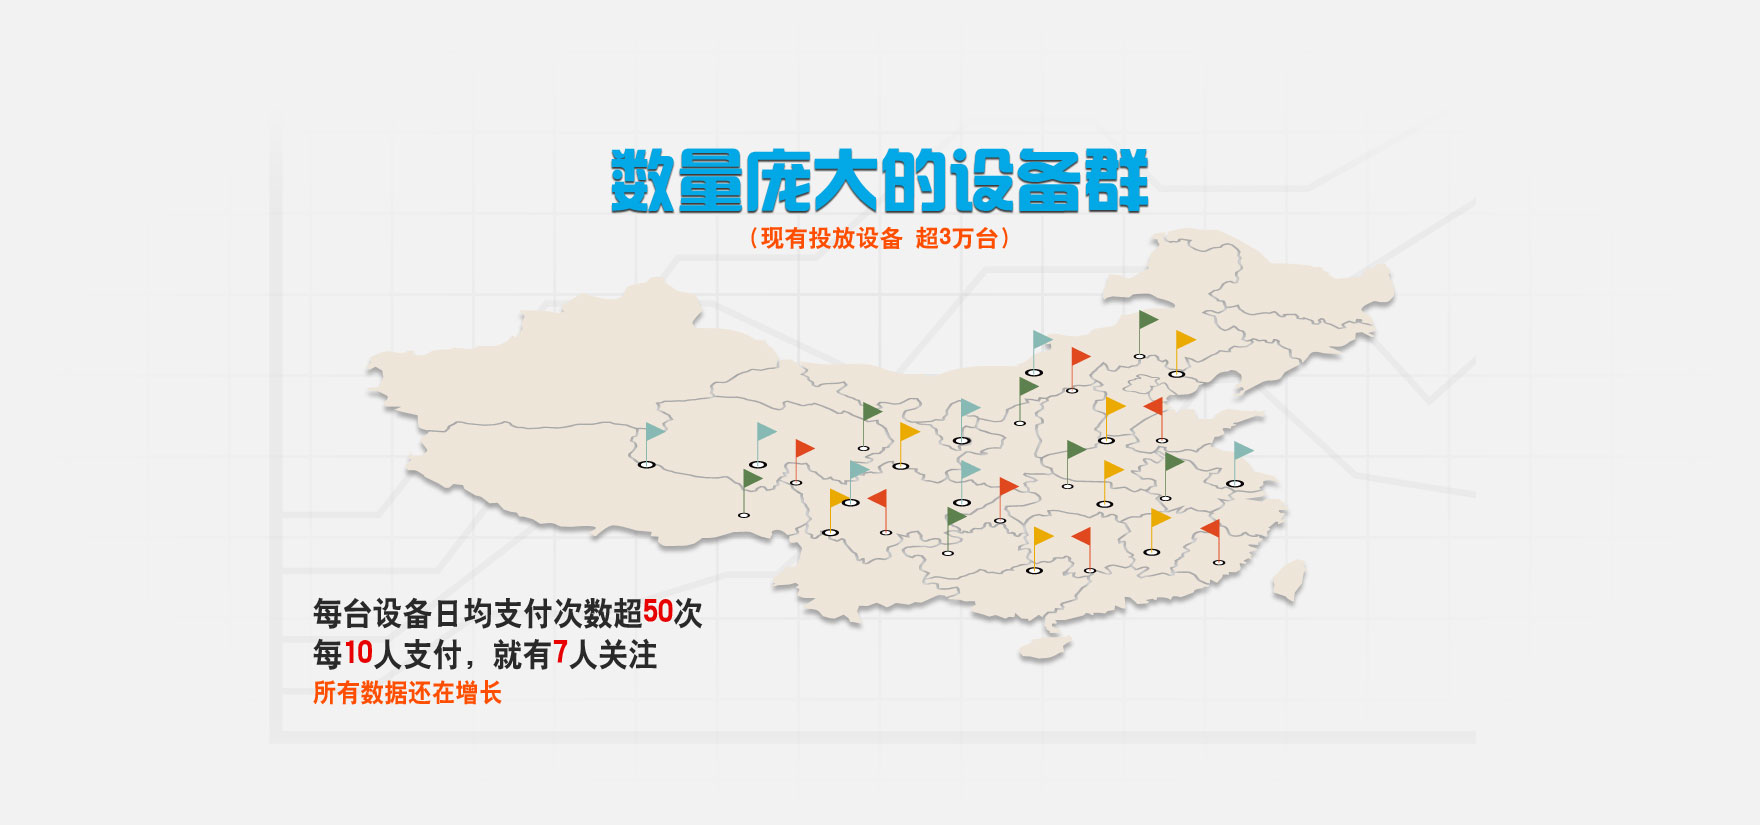 数量庞大的设备群
（现有投放设备 超3万台）
每台设备日均支付次数超50次
每10人支付，就有7人关注
所有数据还在增长